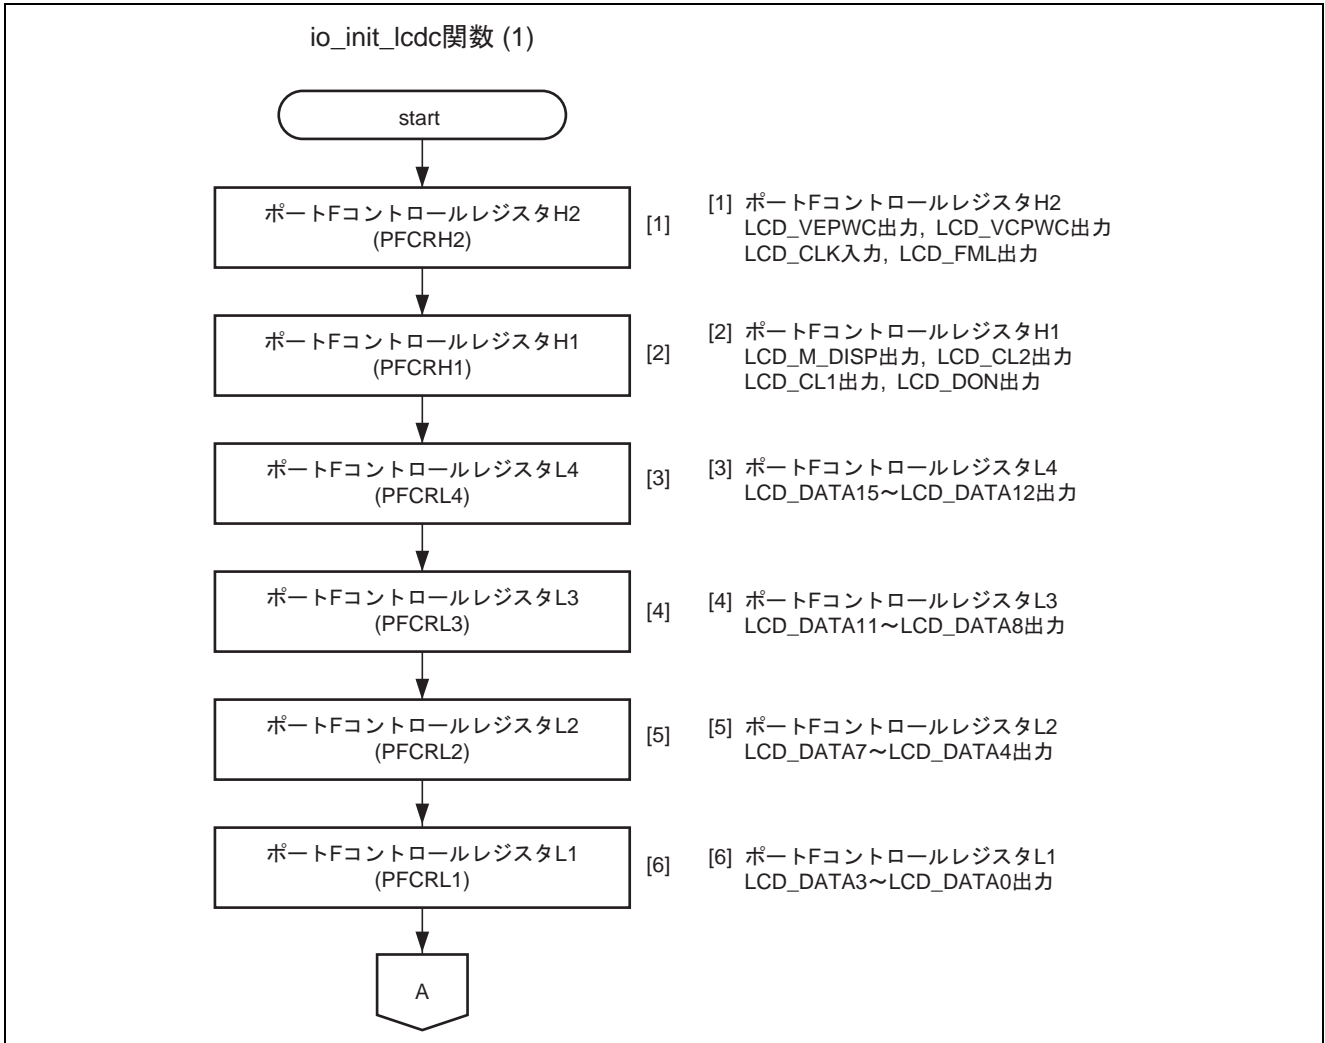 io_init_lcdc関数 (1)
start
ポートFコントロールレジスタH2
(PFCRH2)
[1]
[1] ポートFコントロールレジスタH2
LCD_VEPWC出力, LCD_VCPWC出力
LCD_CLK入力, LCD_FML出力
ポートFコントロールレジスタH1
(PFCRH1)
[2]
[2] ポートFコントロールレジスタH1
LCD_M_DISP出力, LCD_CL2出力
LCD_CL1出力, LCD_DON出力
ポートFコントロールレジスタL4
(PFCRL4)
[3]
[3] ポートFコントロールレジスタL4
LCD_DATA15～LCD_DATA12出力
ポートFコントロールレジスタL3
(PFCRL3)
[4]
[4] ポートFコントロールレジスタL3
LCD_DATA11～LCD_DATA8出力
ポートFコントロールレジスタL2
(PFCRL2)
[5]
[5] ポートFコントロールレジスタL2
LCD_DATA7～LCD_DATA4出力
ポートFコントロールレジスタL1
(PFCRL1)
[6]
[6] ポートFコントロールレジスタL1
LCD_DATA3～LCD_DATA0出力
A